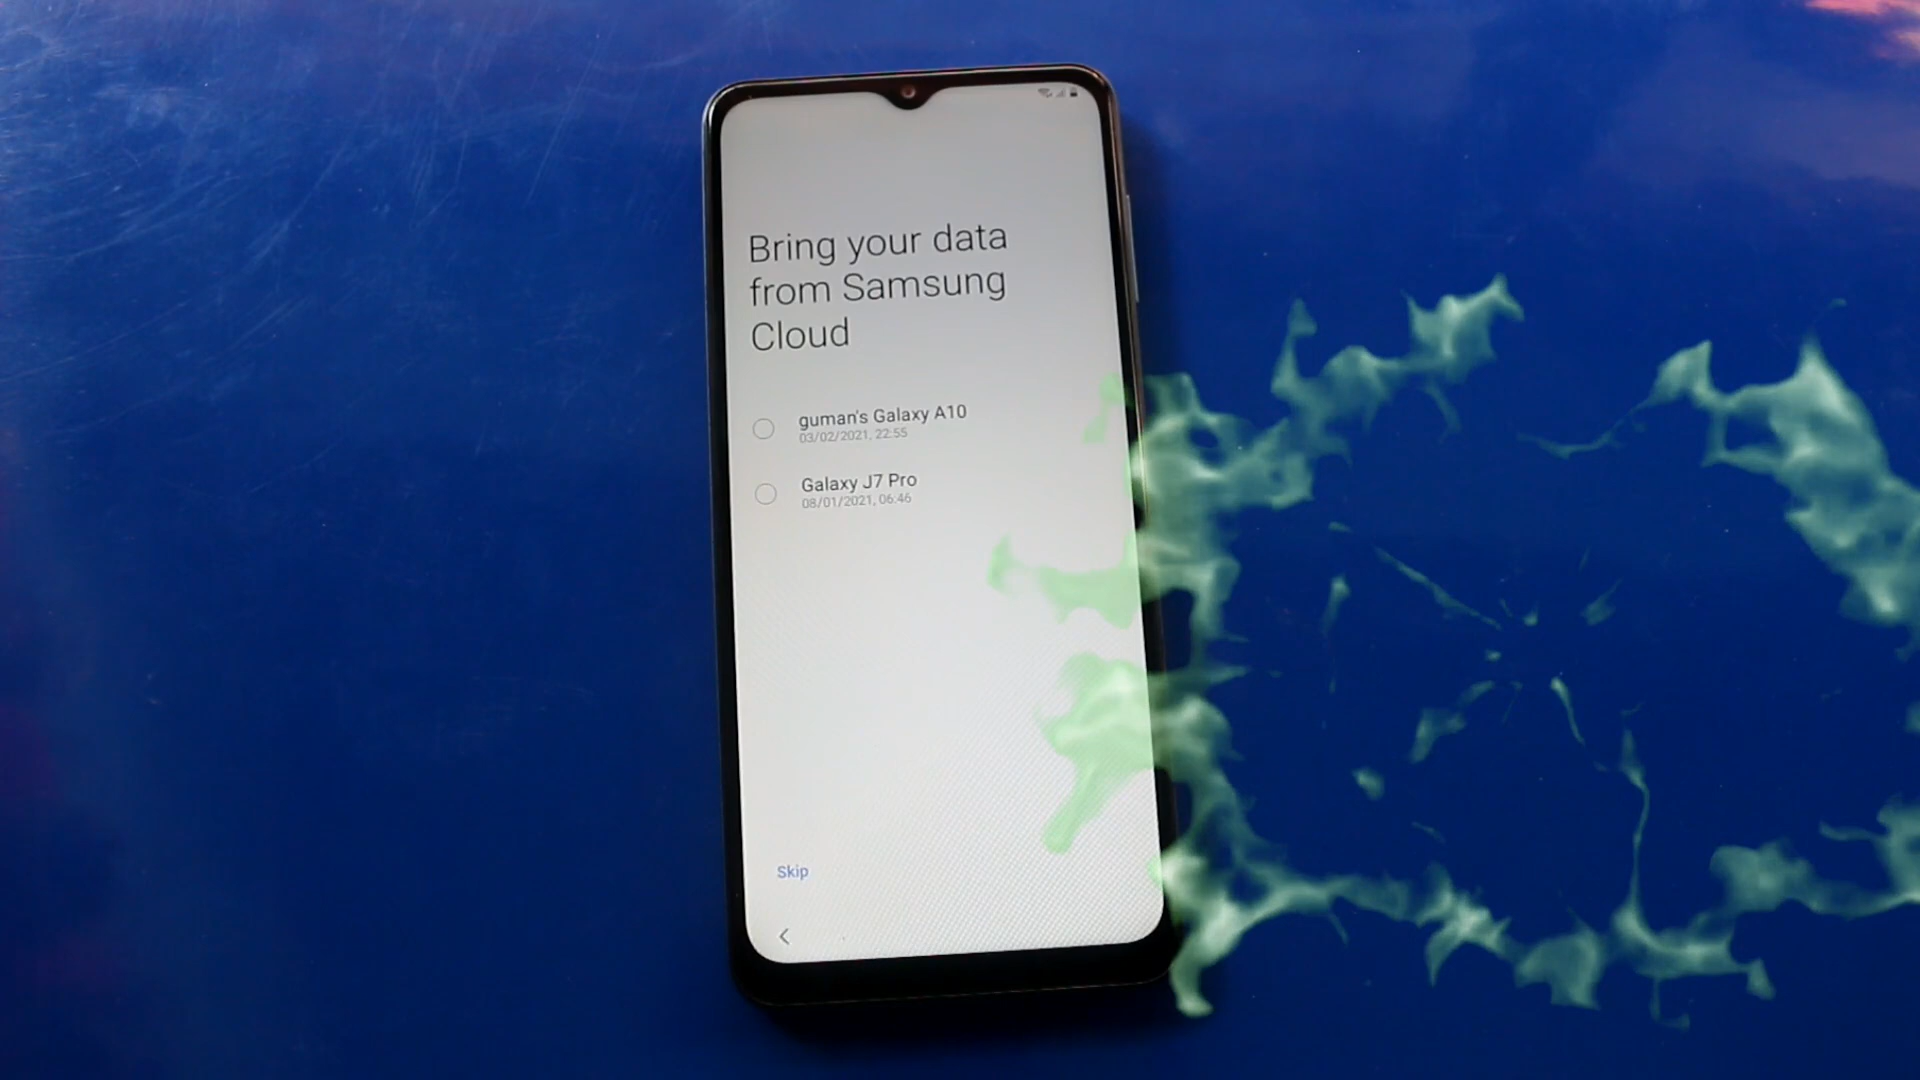 Bring your data
from Samsung
Cloud
guman's Galaxy A10
03/02/2021, 22:55
Galaxy J7 Pro
08/01/2021, 06:46
Skip